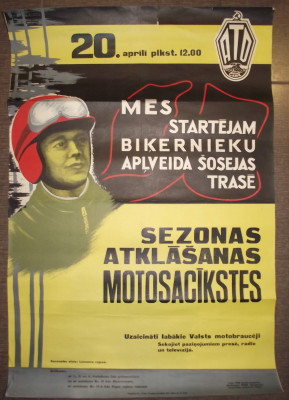 20. aprīlī plkst. 12.00
ATD
MĒS
STARTĒJAM
BIĶERNIEKU
APĻVEIDA ŠOSEJAS
TRASĒ
SEZONAS
ATKLĀŠANAS
MOTOSACĪKSTES
Uzaicināti labākie Valsts motobraucēji
Sekojiet paziņojumiem presē, radio
un televīzijā.